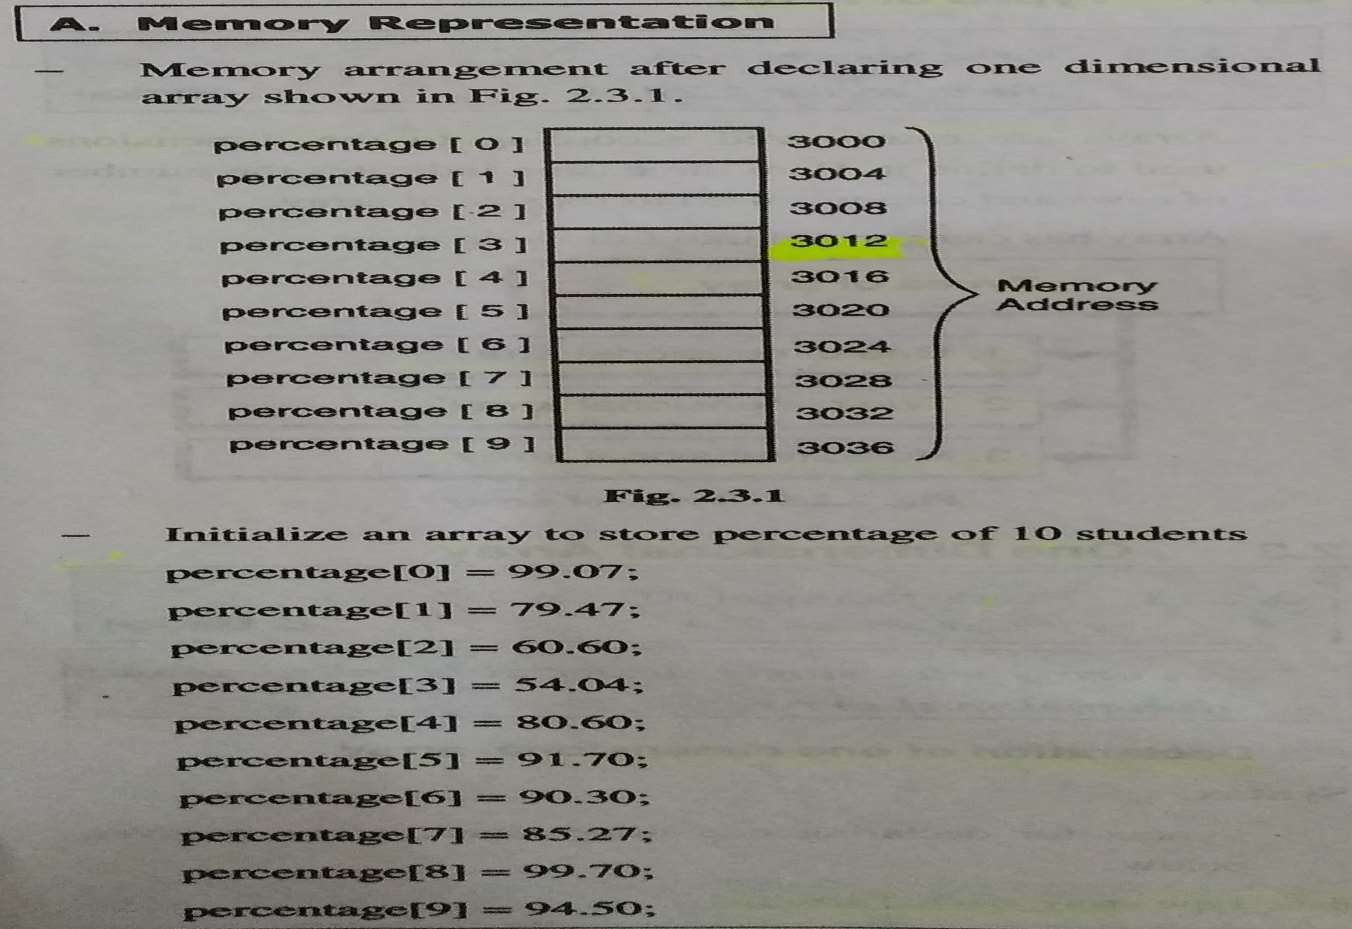 A. Memory Representation
— Memory arrangement after declaring one dimensional
array shown in Fig. 2.3.1.
percentage [ 0 ] 3000
percentage [ 1 ] 3004
percentage [ 2 ] 3008
percentage [ 3 ] 3012
percentage [ 4 ] 3016
percentage [ 5 ] 3020
percentage [ 6 ] 3024
percentage [ 7 ] 3028
percentage [ 8 ] 3032
percentage [ 9 ] 3036
Memory
Address
Fig. 2.3.1
— Initialize an array to store percentage of 10 students
percentage[0] = 99.07;
percentage[1] = 79.47;
percentage[2] = 60.60;
percentage[3] = 54.04;
percentage[4] = 80.60;
percentage[5] = 91.70;
percentage[6] = 90.30;
percentage[7] = 85.27;
percentage[8] = 99.70;
percentage[9] = 94.50;